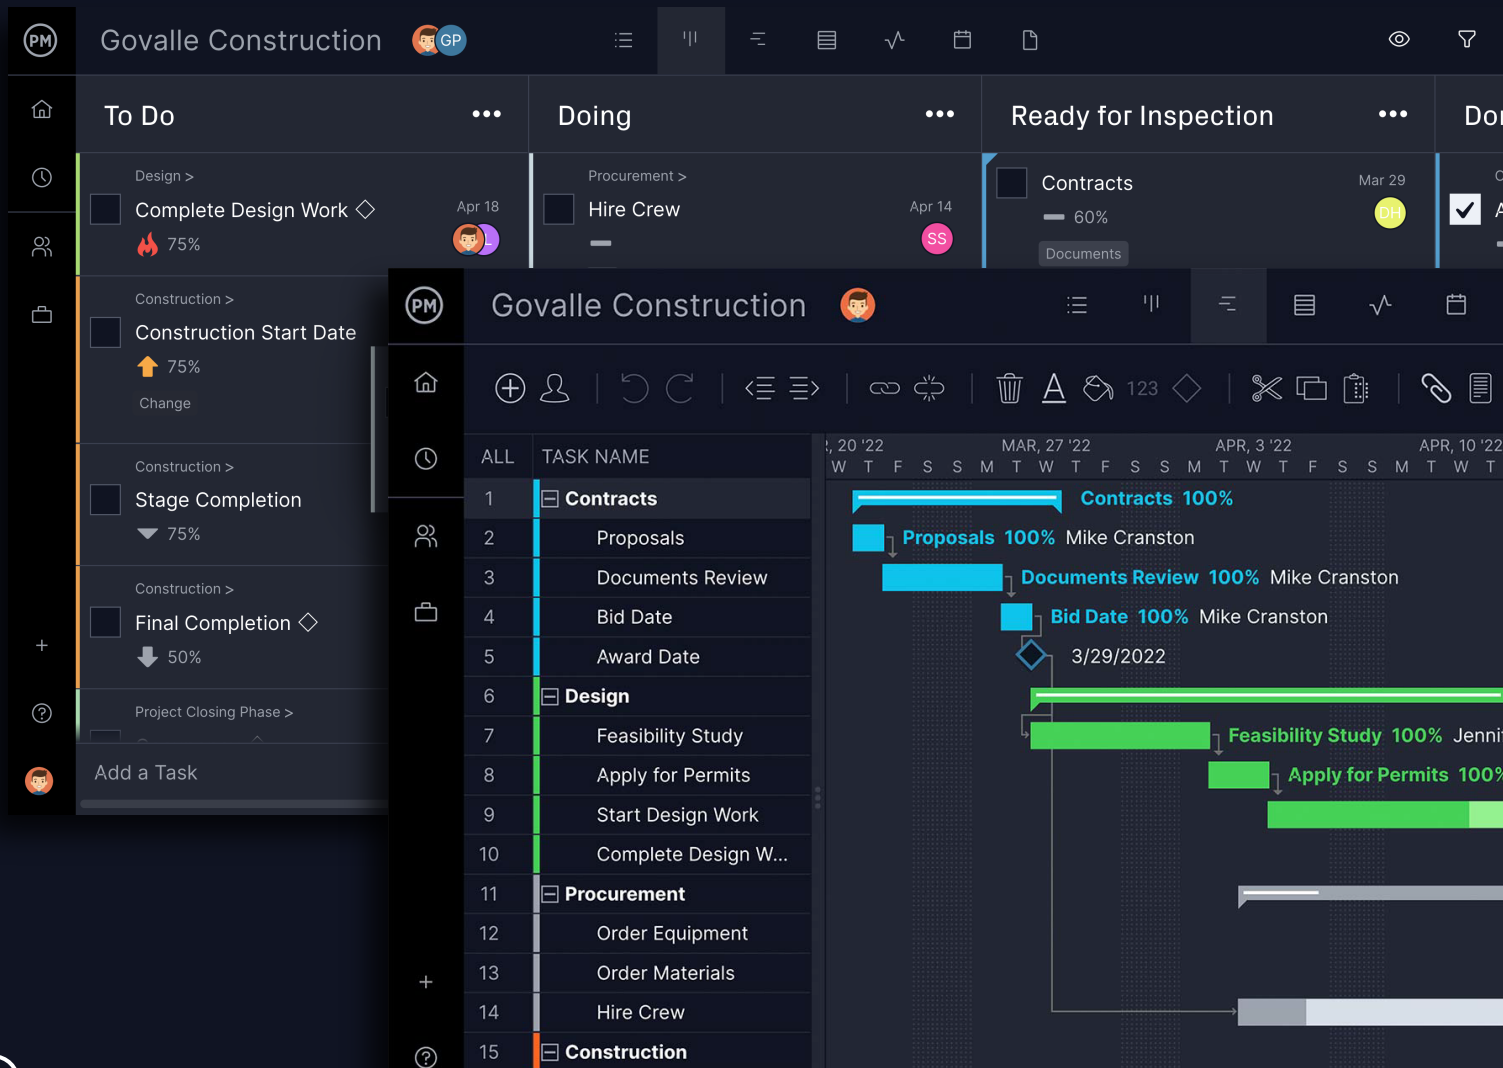 PM
Govalle Construction
GP
To Do
•••
Doing
•••
Ready for Inspection
•••
Design >
Complete Design Work
Apr 18
L
75%
Procurement >
Hire Crew
Apr 14
SS
Contracts
Mar 29
60%
DH
Documents
Construction >
Construction Start Date
75%
Change
Construction >
Stage Completion
75%
Construction >
Final Completion
50%
Project Closing Phase >
Add a Task
PM
Govalle Construction
123
ALL TASK NAME
, 20 '22 MAR, 27 '22 APR, 3 '22 APR, 10 '22
W T F S S M T W T F S S M T W T F S S M T W T
1 Contracts
Contracts 100%
2 Proposals
Proposals 100% Mike Cranston
3 Documents Review
Documents Review 100% Mike Cranston
4 Bid Date
Bid Date 100% Mike Cranston
5 Award Date
3/29/2022
6 Design
7 Feasibility Study
Feasibility Study 100% Jenni
8 Apply for Permits
Apply for Permits 100%
9 Start Design Work
10 Complete Design W...
11 Procurement
12 Order Equipment
13 Order Materials
14 Hire Crew
15 Construction